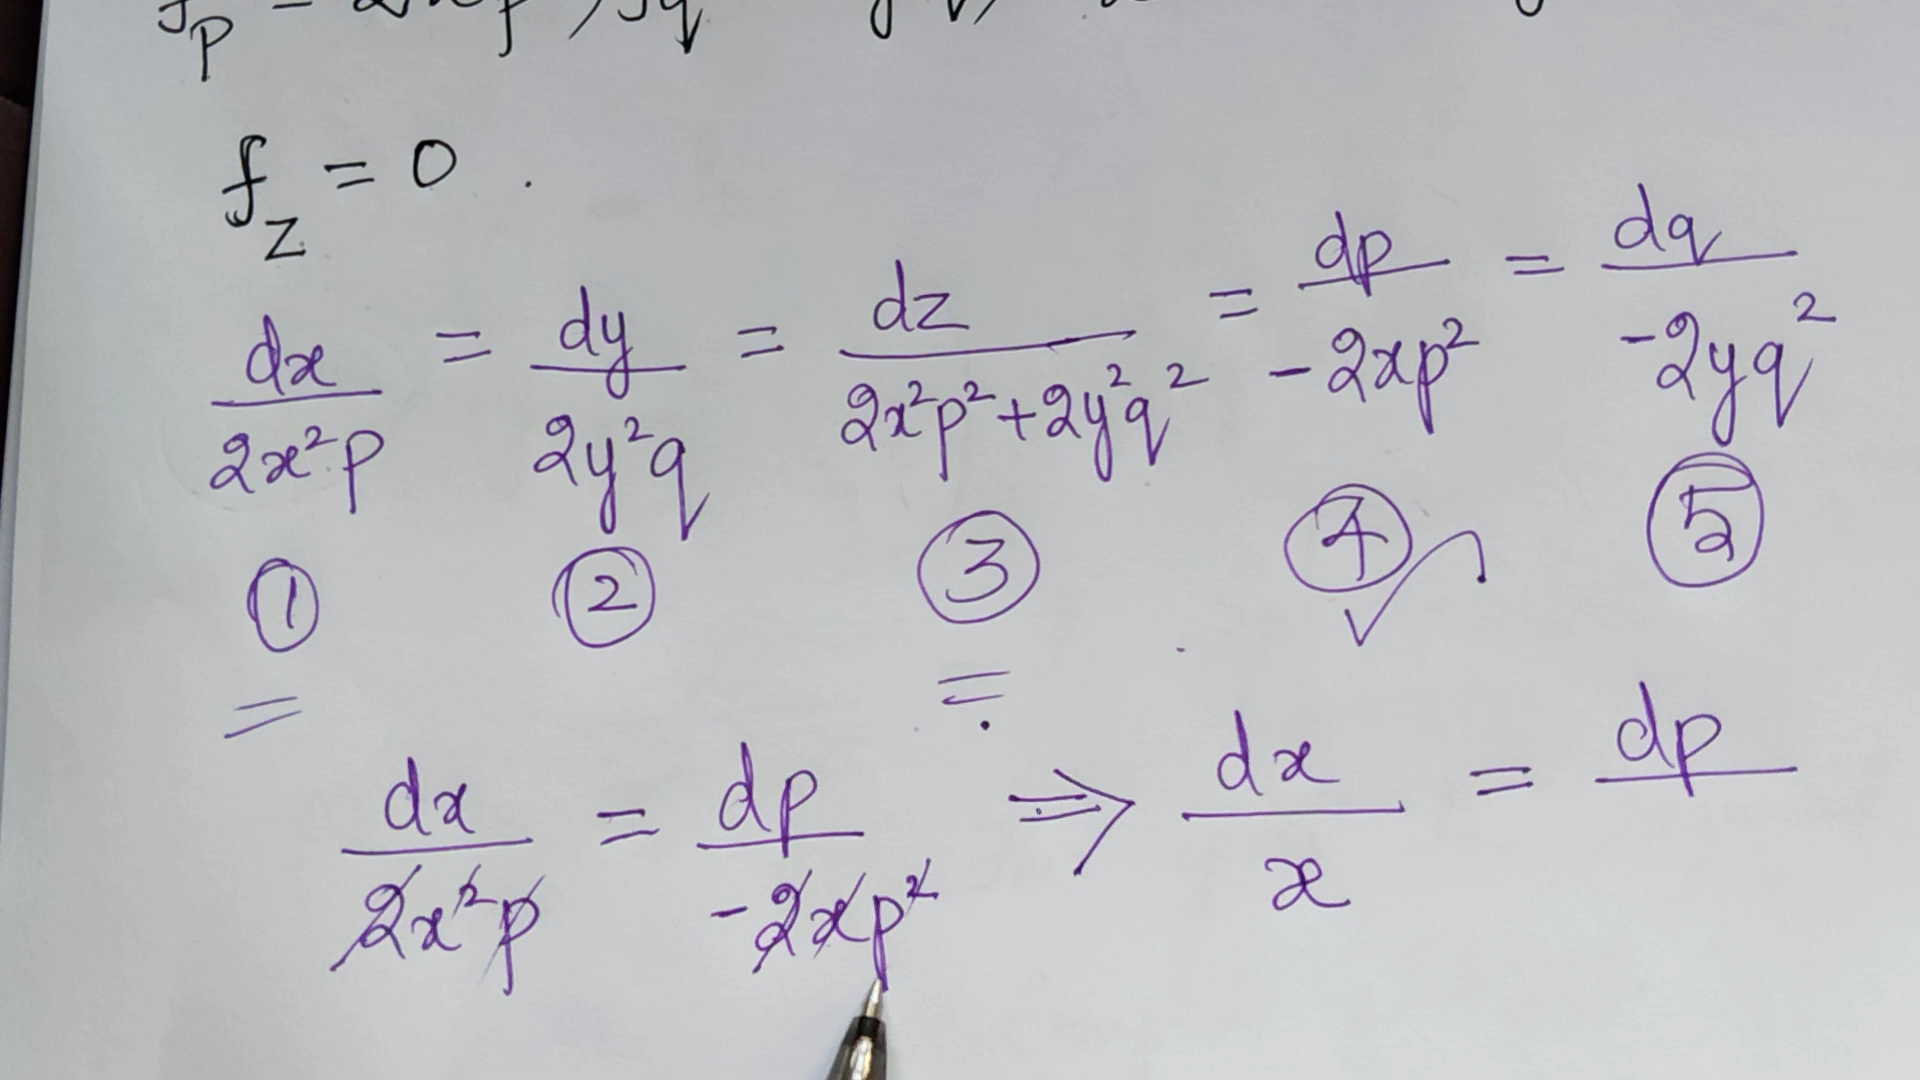 f_z = 0 .
dx/2x²p = dy/2y²q = dz/2x²p²+2y²q² = dp/-2xp² = dq/-2yq²
① ② ③ ④ ⑤
dx/2x²p = dp/-2xp² ⇒ dx/x = dp/